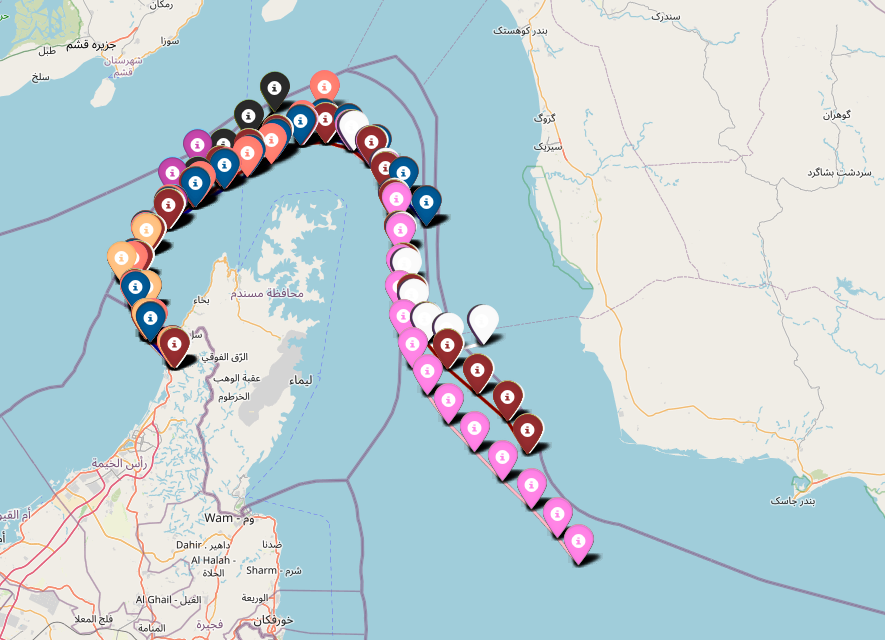 رمكان
سوزا
جزیره قشم
طبل
شهرستان
قشم
سلخ
سندرک
بندر کوهستک
گروگ
سیریک
گوهران
سردشت بشاگرد
محافظة مسندم
بخاء
الرّق الفوقي
عقبة الوهب
الخرطوم
ليماء
رأس الخيمة
بندر جاسک
Wam - وم
Dahir - داهير
ضدنا
Al Halah -
الحلاه
Sharm - شرم
Al Ghail - الغيل
الوريعة
فلج المعلا
المنامة
فجيرة
خورفكان